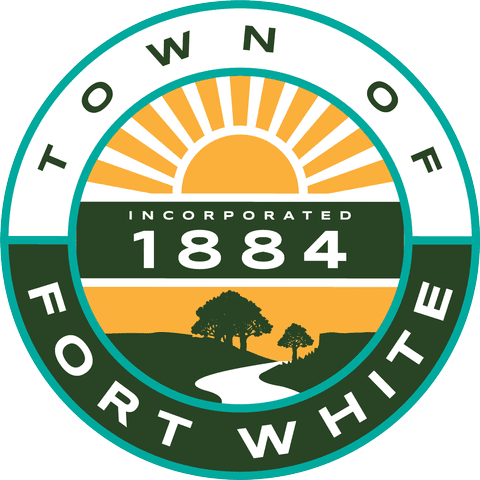 TOWN OF
INCORPORATED
1884
FORT WHITE